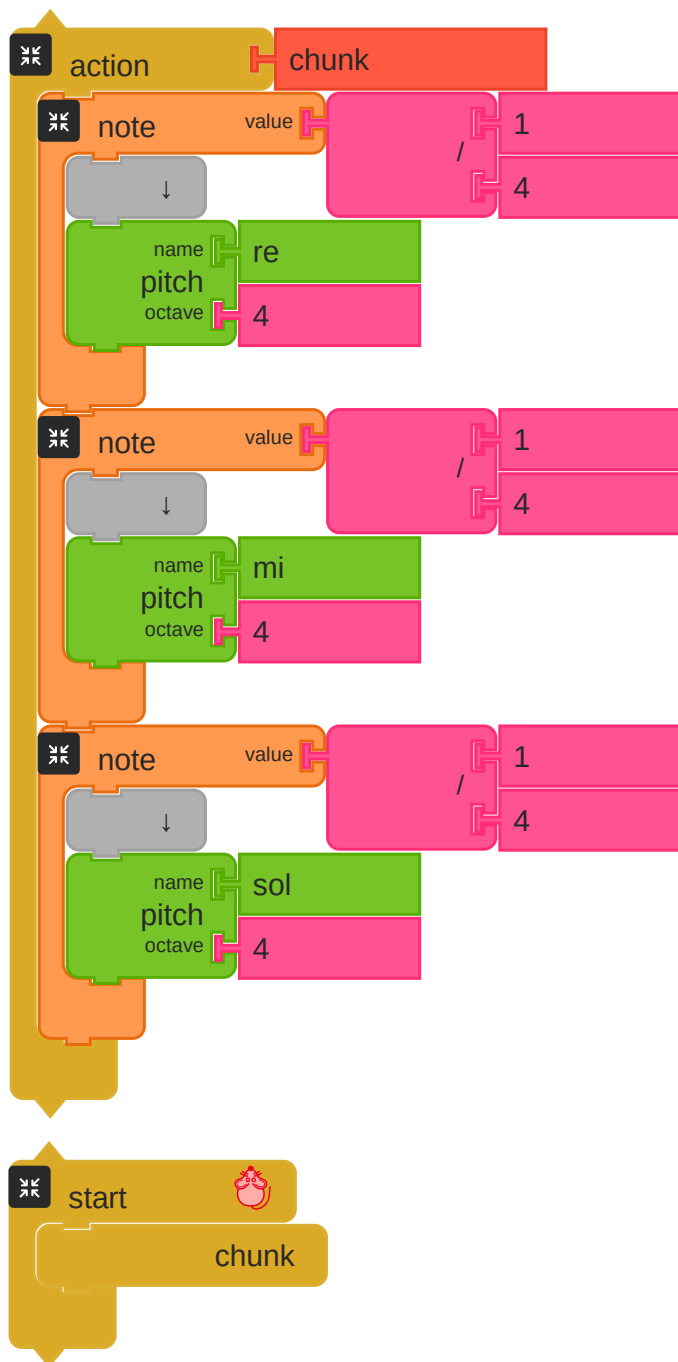 action chunk
note value 1
/
4
↓
name re
pitch
octave 4
note value 1
/
4
↓
name mi
pitch
octave 4
note value 1
/
4
↓
name sol
pitch
octave 4
start
chunk